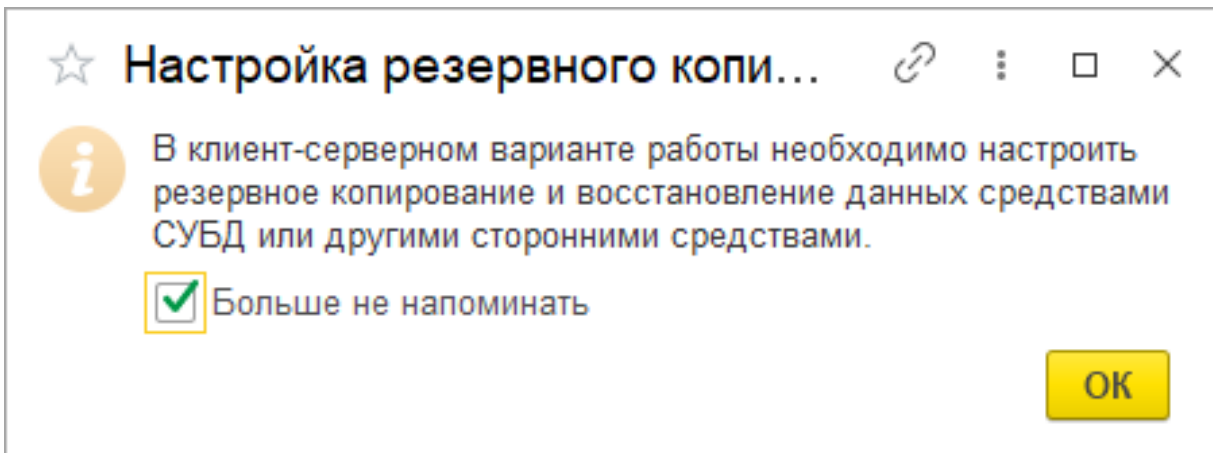 Настройка резервного копи...
В клиент-серверном варианте работы необходимо настроить
резервное копирование и восстановление данных средствами
СУБД или другими сторонними средствами.
Больше не напоминать
ОК